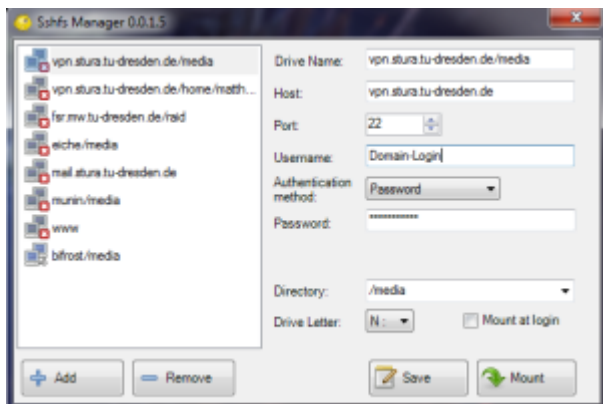 Sshfs Manager 0.0.1.5
vpn.stura.tu-dresden.de/media
vpn.stura.tu-dresden.de/home/matth...
fsr.mw.tu-dresden.de/raid
eiche/media
mail.stura.tu-dresden.de
munin/media
www
bifrost/media
Drive Name: vpn.stura.tu-dresden.de/media
Host: vpn.stura.tu-dresden.de
Port: 22
Username: Domain-Login
Authentication
method: Password
Password: ***********
Directory: /media
Drive Letter: N : Mount at login
Add Remove Save Mount